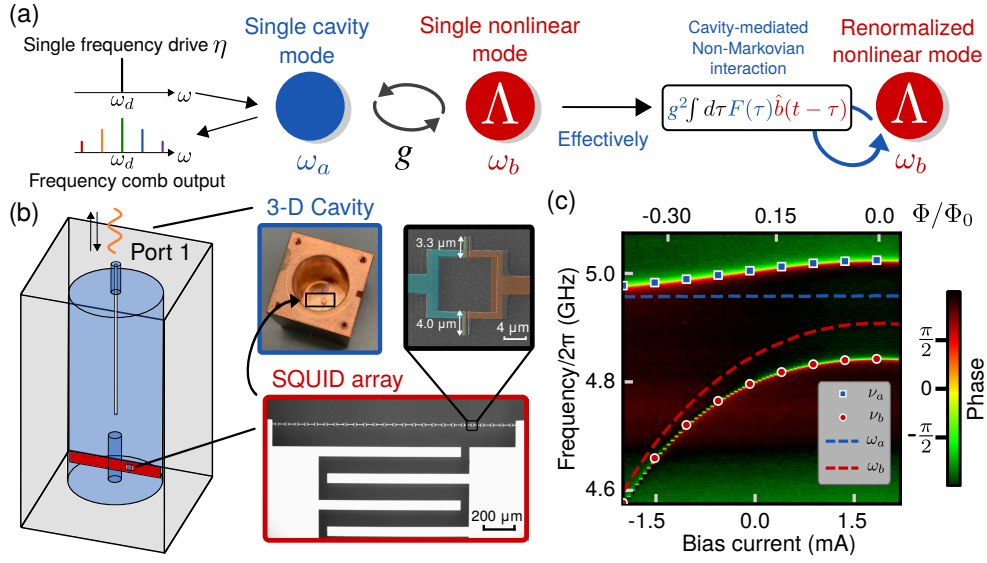 (a)
Single frequency drive η
ω_d
ω
ω_d
ω
Frequency comb output
Single cavity
mode
ω_a
g
Single nonlinear
mode
Λ
ω_b
Effectively
Cavity-mediated
Non-Markovian
interaction
g²∫dτF(τ)b̂(t − τ)
Renormalized
nonlinear mode
Λ
ω_b
(b)
3-D Cavity
Port 1
3.3 μm
4.0 μm
4 μm
SQUID array
200 μm
(c)
-0.30
0.15
0.0
Φ/Φ₀
Frequency/2π (GHz)
5.0
4.8
4.6
-1.5
0.0
1.5
Bias current (mA)
ν_a
ν_b
ω_a
ω_b
π/2
0
-π/2
Phase